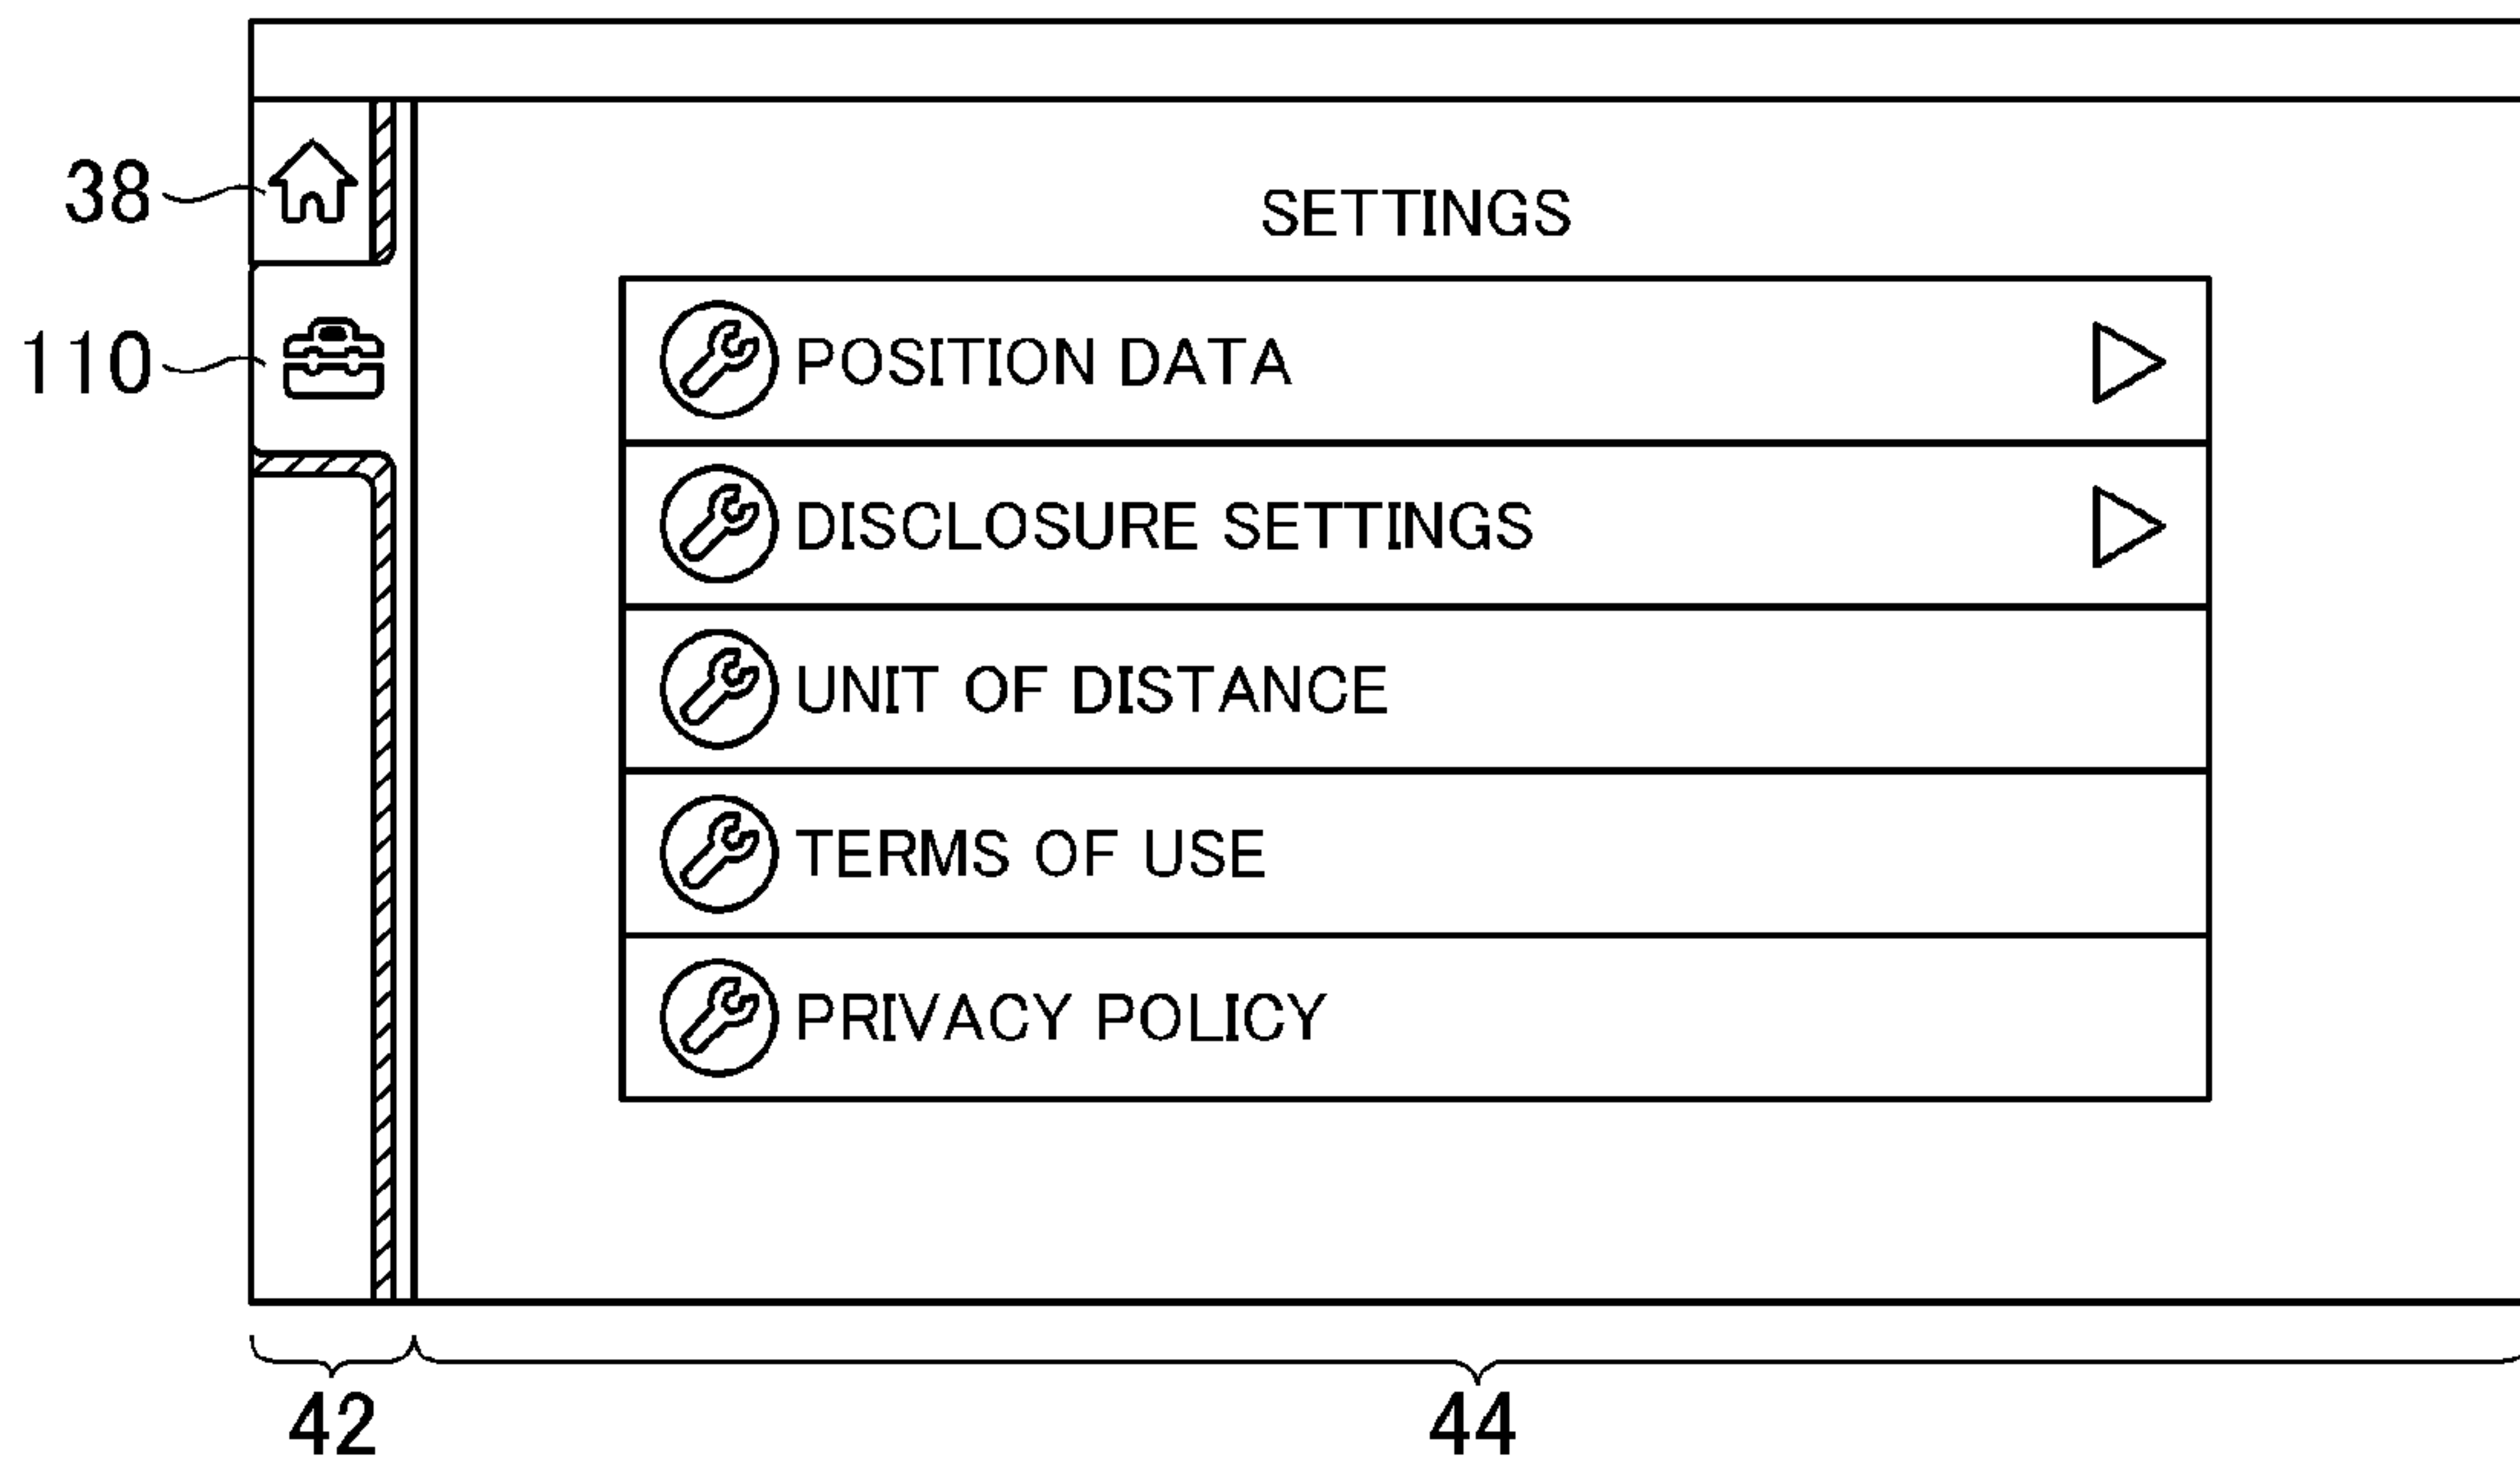 38
SETTINGS
110
POSITION DATA
DISCLOSURE SETTINGS
UNIT OF DISTANCE
TERMS OF USE
PRIVACY POLICY
42
44